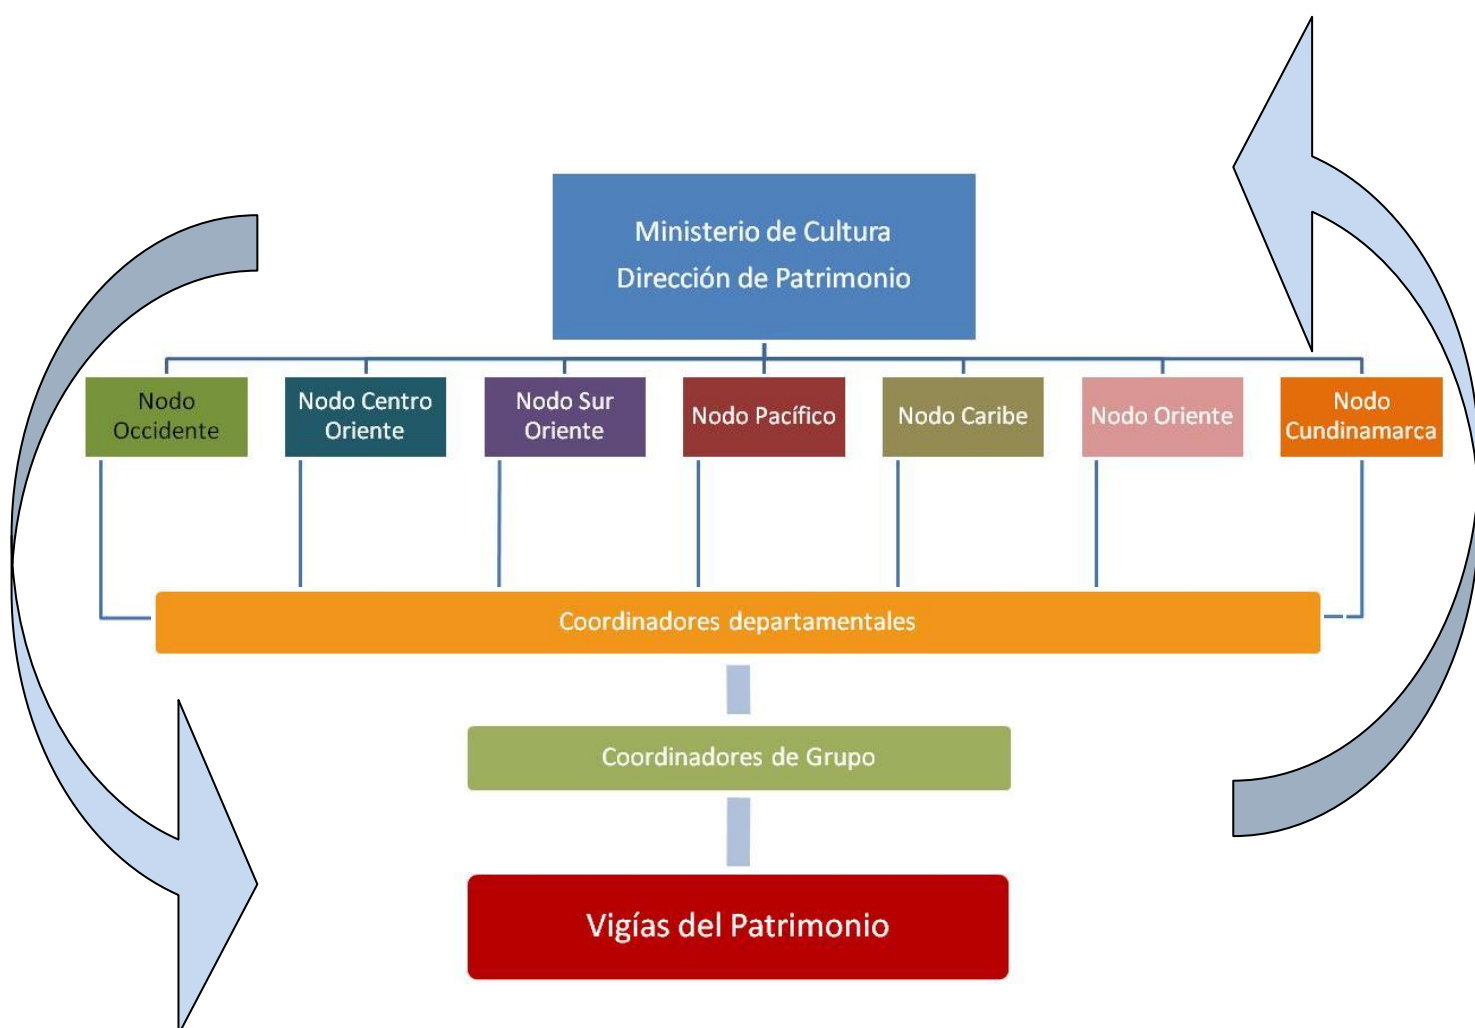 Ministerio de Cultura
Dirección de Patrimonio
Nodo
Occidente
Nodo Centro
Oriente
Nodo Sur
Oriente
Nodo Pacífico
Nodo Caribe
Nodo Oriente
Nodo
Cundinamarca
Coordinadores departamentales
Coordinadores de Grupo
Vigías del Patrimonio